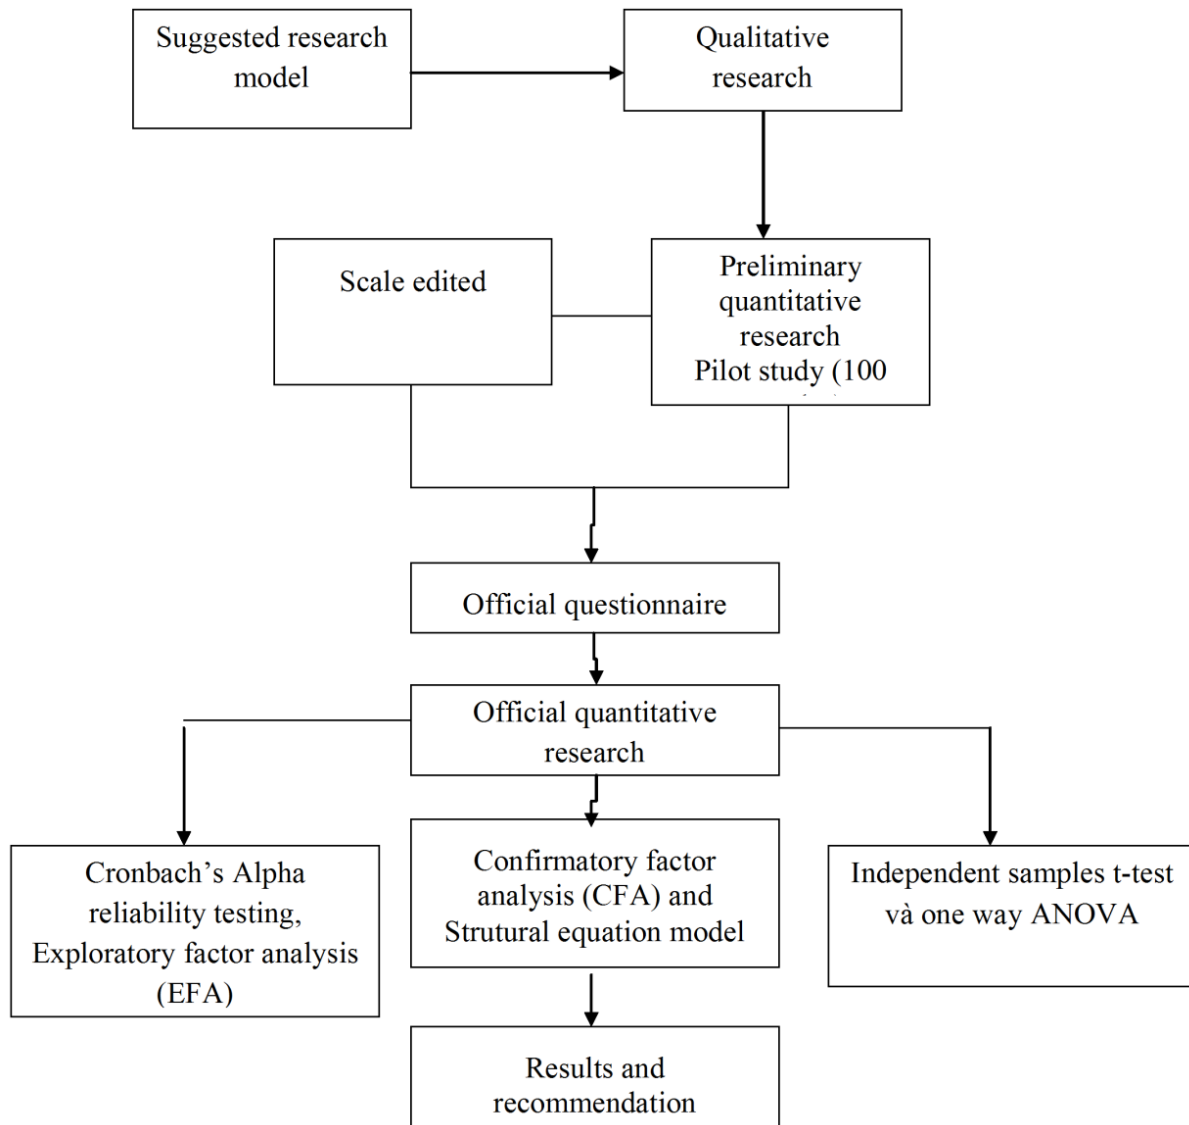 Suggested research
model
Qualitative
research
Scale edited
Preliminary
quantitative
research
Pilot study (100
Official questionnaire
Official quantitative
research
Cronbach’s Alpha
reliability testing,
Exploratory factor analysis
(EFA)
Confirmatory factor
analysis (CFA) and
Strutural equation model
Independent samples t-test
và one way ANOVA
Results and
recommendation